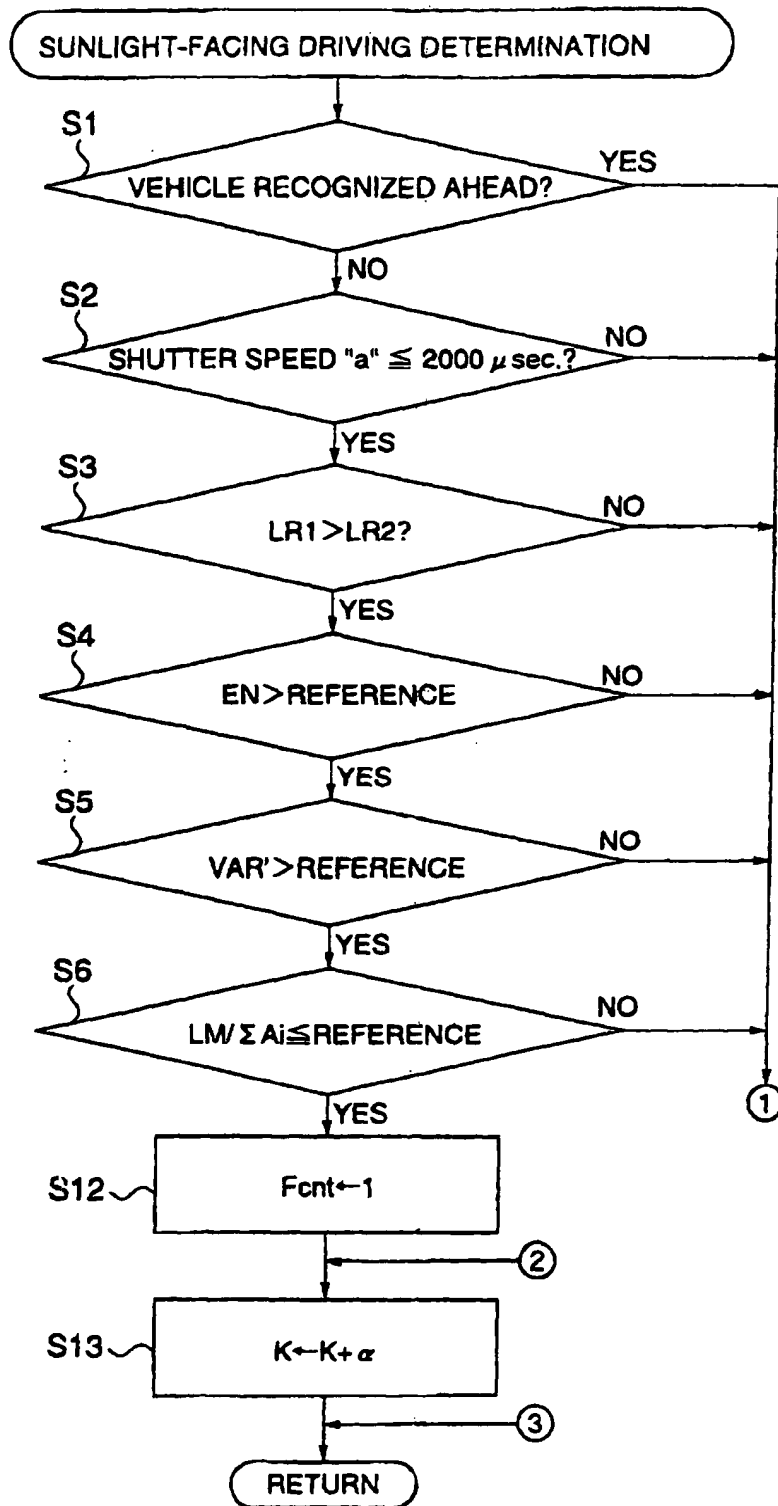 SUNLIGHT-FACING DRIVING DETERMINATION
S1
YES
VEHICLE RECOGNIZED AHEAD?
NO
S2
NO
SHUTTER SPEED "a" ≦ 2000 μ sec.?
YES
S3
NO
LR1>LR2?
YES
S4
NO
EN>REFERENCE
YES
S5
NO
VAR'>REFERENCE
YES
S6
NO
LM/ΣAi≦REFERENCE
1
YES
S12
Fcnt←1
2
S13
K←K+α
3
RETURN